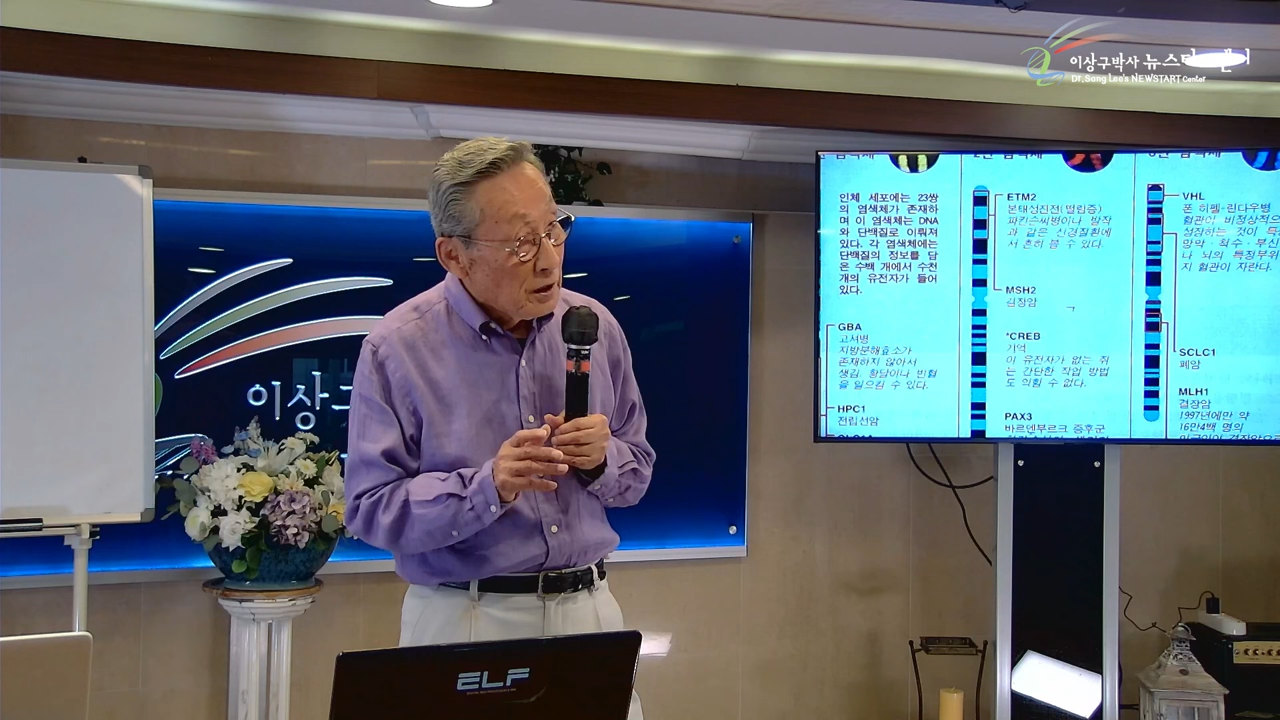 이상구박사 뉴스
Dr. Sang Lee's NEWSTART Center
이상구
인체 세포에는 23쌍
의 염색체가 존재하
며 이 염색체는 DNA
와 단백질로 이뤄져
있다. 각 염색체에는
단백질의 정보를 담
은 수백 개에서 수천
개의 유전자가 들어
있다.
GBA
고셔병
지방분해효소가
존재하지 않아서
생김. 황달이나 빈혈
을 일으킬 수 있다.
HPC1
전립선암
ETM2
본태성진전(떨림증)
파킨슨씨병이나 발작
과 같은 신경질환에
서 흔히 볼 수 있다.
MSH2
결장암
ㄱ
*CREB
기억
이 유전자가 없는 쥐
는 간단한 작업 방법
도 익힐 수 없다.
PAX3
바르덴부르크 증후군
VHL
폰 히펠-린다우병
혈관이 비정상적으
성장하는 것이 특
망막·척수·부신
나 뇌의 특정부위
지 혈관이 자란다.
SCLC1
폐암
MLH1
결장암
1997년에만 약
16만4백 명의
ELF